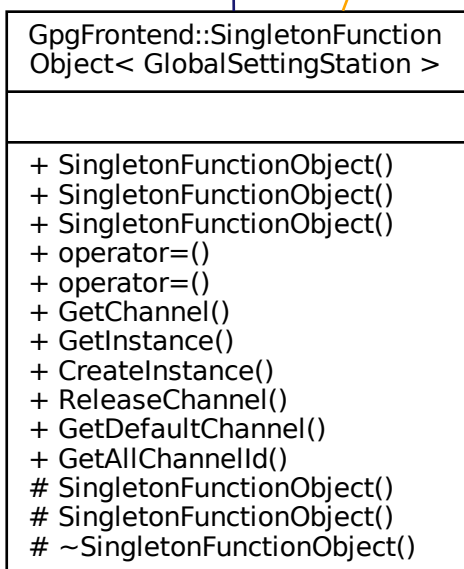 GpgFrontend::SingletonFunction
Object< GlobalSettingStation >
+ SingletonFunctionObject()
+ SingletonFunctionObject()
+ SingletonFunctionObject()
+ operator=()
+ operator=()
+ GetChannel()
+ GetInstance()
+ CreateInstance()
+ ReleaseChannel()
+ GetDefaultChannel()
+ GetAllChannelId()
# SingletonFunctionObject()
# SingletonFunctionObject()
# ~SingletonFunctionObject()